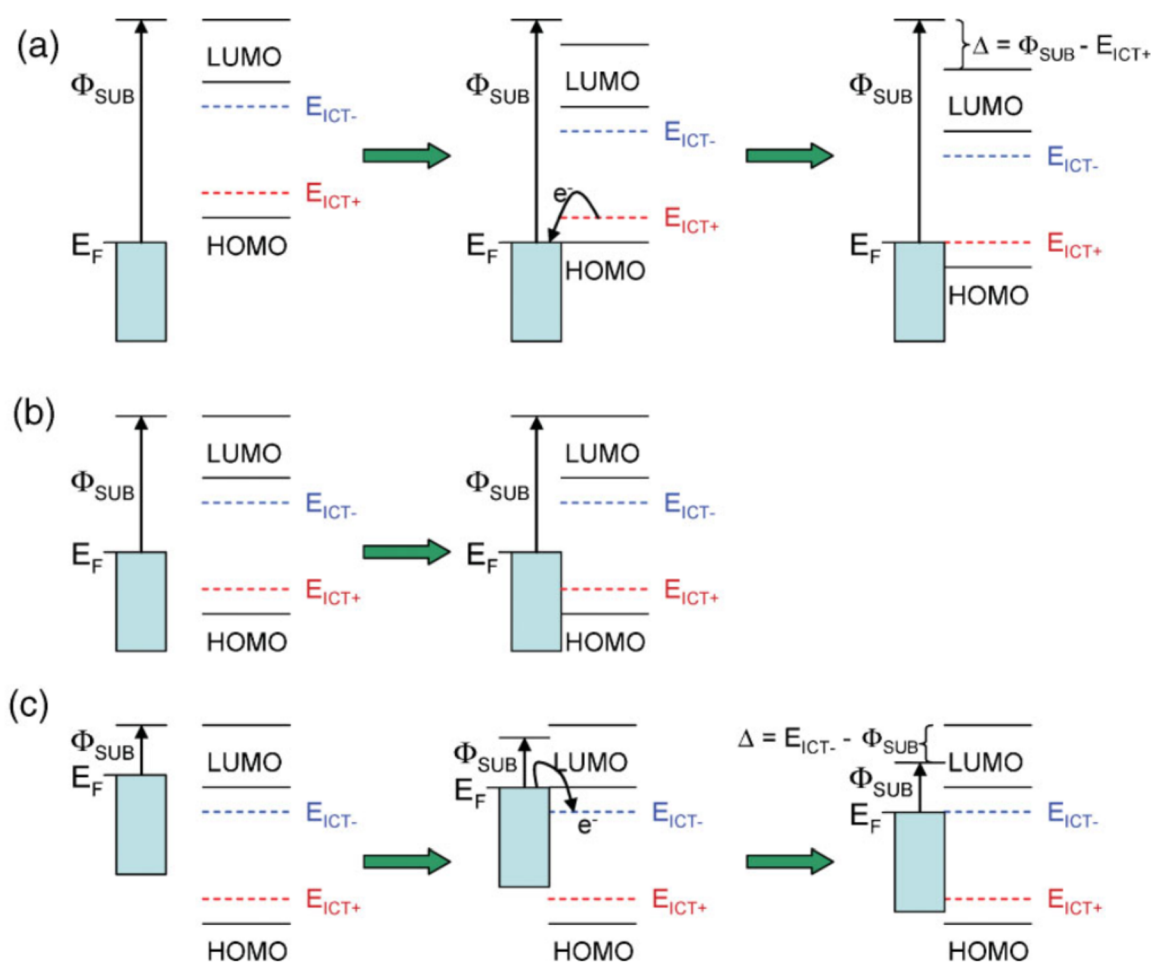 (a)
LUMO
Φ_SUB
E_ICT-
E_ICT+
E_F
HOMO
LUMO
Φ_SUB
E_ICT-
e⁻
E_ICT+
E_F
HOMO
Δ = Φ_SUB - E_ICT+
Φ_SUB
LUMO
E_ICT-
E_F
E_ICT+
HOMO
(b)
LUMO
Φ_SUB
E_ICT-
E_F
E_ICT+
HOMO
LUMO
Φ_SUB
E_ICT-
E_F
E_ICT+
HOMO
(c)
Φ_SUB
LUMO
E_F
E_ICT-
E_ICT+
HOMO
Φ_SUB
LUMO
E_F
E_ICT-
e⁻
E_ICT+
HOMO
Δ = E_ICT- - Φ_SUB
LUMO
Φ_SUB
E_F
E_ICT-
E_ICT+
HOMO